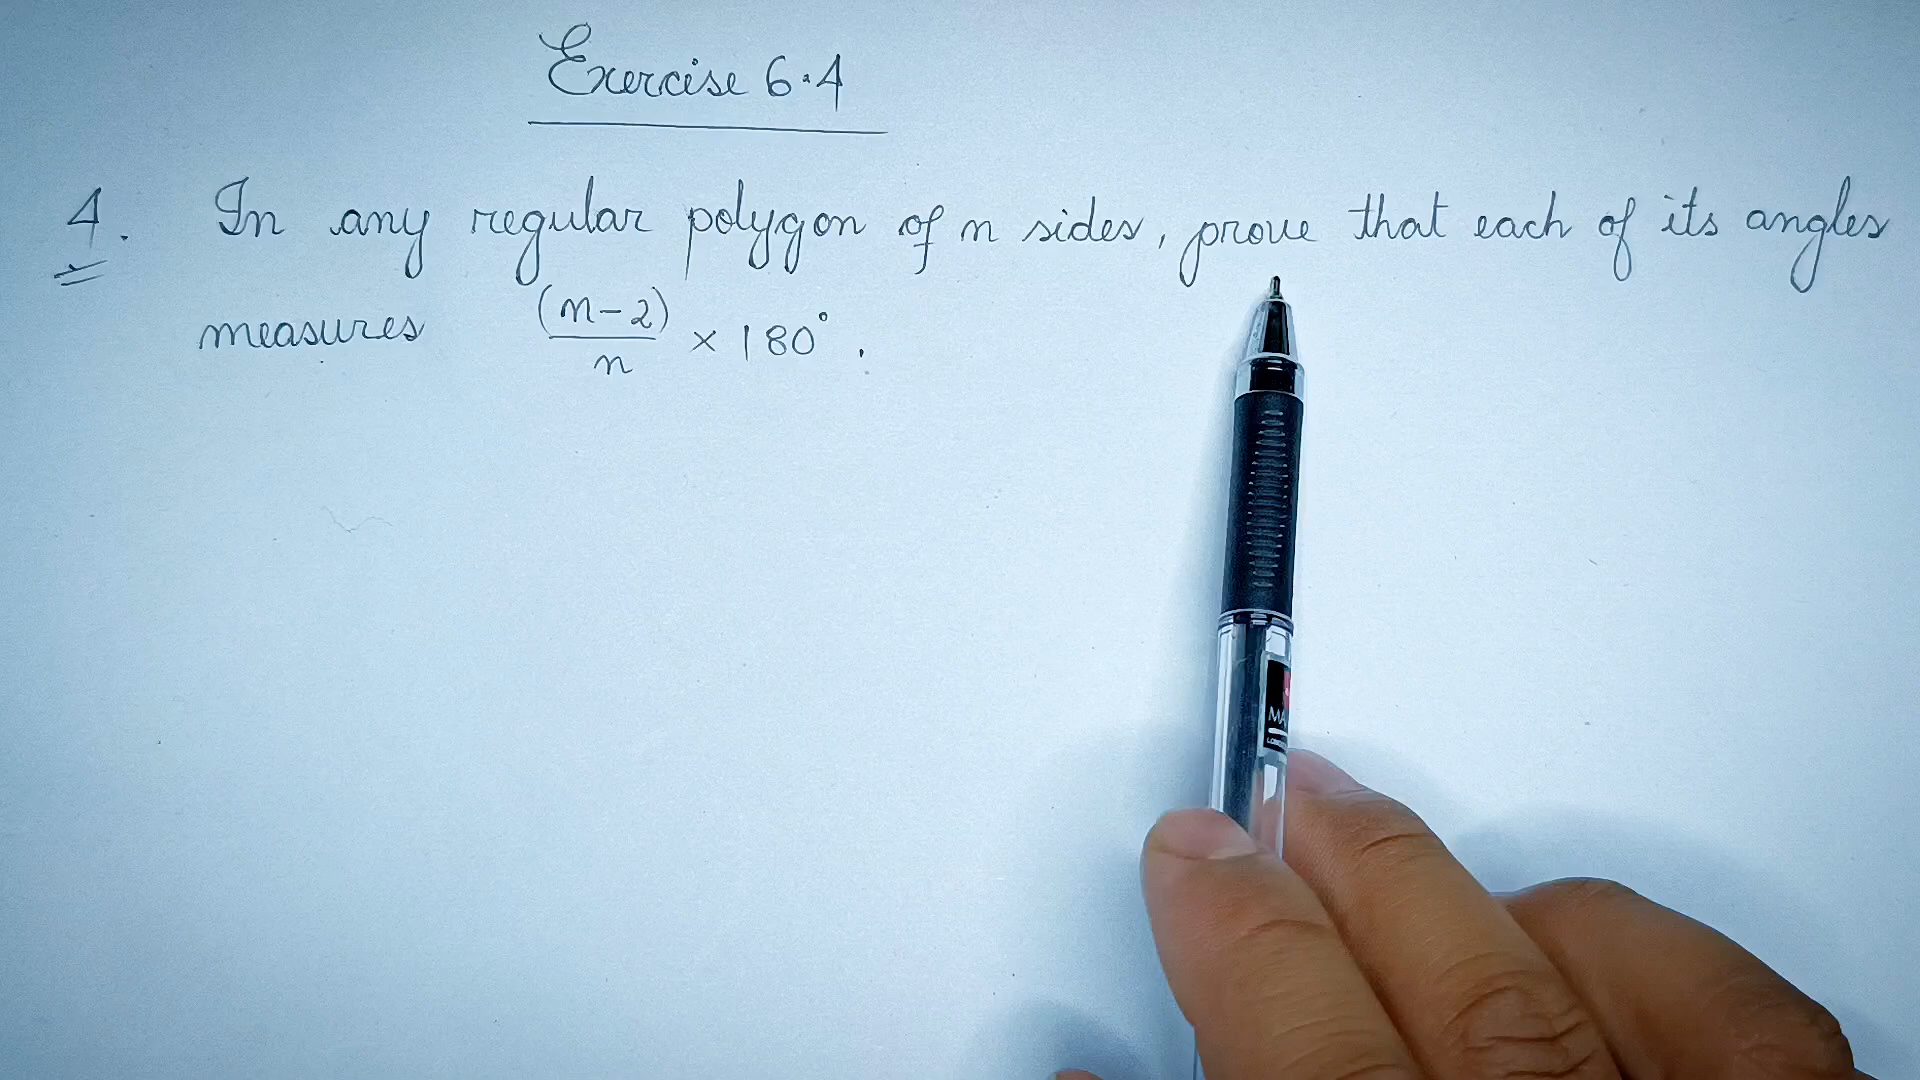 Exercise 6.4
4. In any regular polygon of n sides, prove that each of its angles
measures (n-2)/n × 180°.
MA